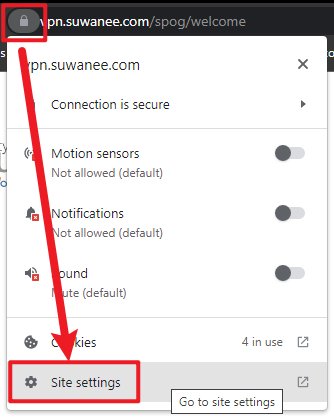 vpn.suwanee.com/spog/welcome
vpn.suwanee.com
Connection is secure
Motion sensors
Not allowed (default)
Notifications
Not allowed (default)
Sound
Mute (default)
Cookies 4 in use
Site settings
Go to site settings